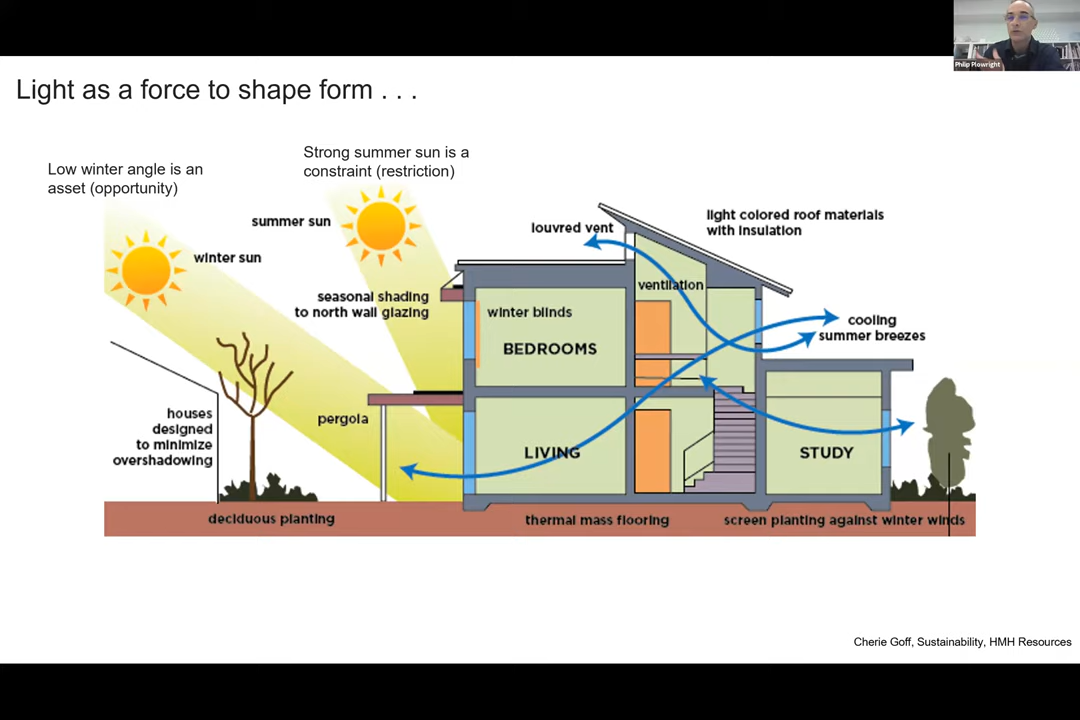 Philip Plowright
Light as a force to shape form . . .
Low winter angle is an
asset (opportunity)
Strong summer sun is a
constraint (restriction)
summer sun
winter sun
louvred vent
light colored roof materials
with insulation
ventilation
seasonal shading
to north wall glazing
winter blinds
BEDROOMS
cooling
summer breezes
pergola
houses
designed
to minimize
overshadowing
LIVING
STUDY
deciduous planting
thermal mass flooring
screen planting against winter winds
Cherie Goff, Sustainability, HMH Resources